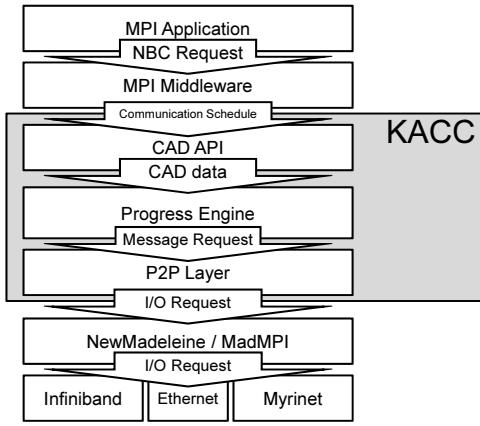 MPI Application
NBC Request
MPI Middleware
Communication Schedule
KACC
CAD API
CAD data
Progress Engine
Message Request
P2P Layer
I/O Request
NewMadeleine / MadMPI
I/O Request
Infiniband
Ethernet
Myrinet